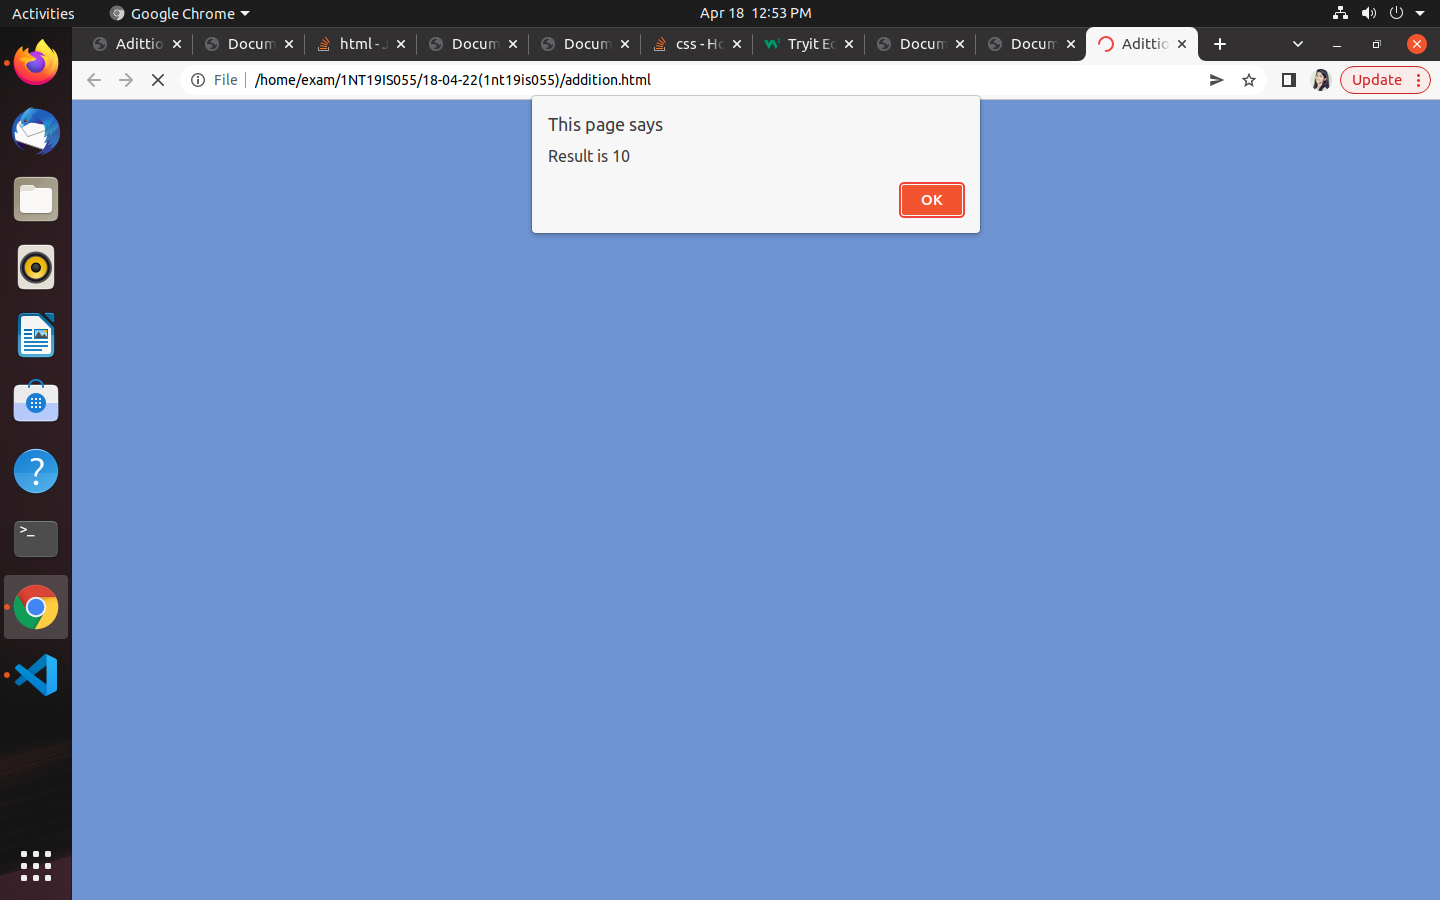 Activities Google Chrome Apr 18 12:53 PM
Adittio Docum html - J Docum Docum css - Ho Tryit Ed Docum Docum Adittio
File /home/exam/1NT19IS055/18-04-22(1nt19is055)/addition.html Update
This page says
Result is 10
OK
?
>_